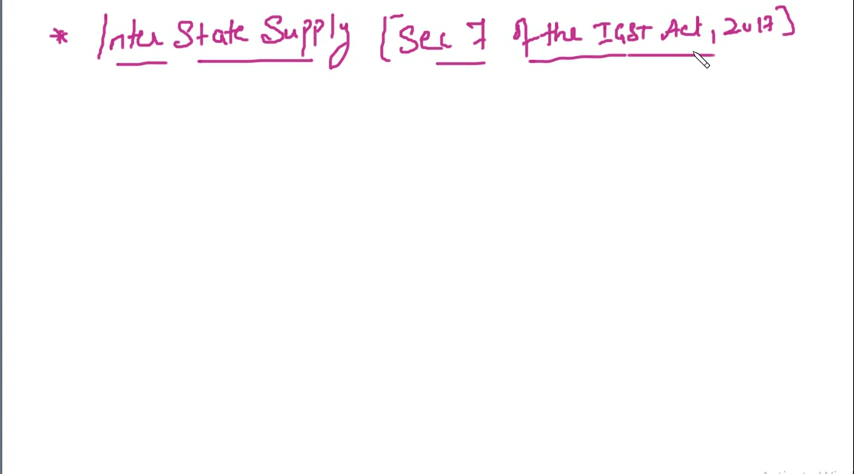 * Inter State Supply [Sec 7 of the IGST Act, 2017]